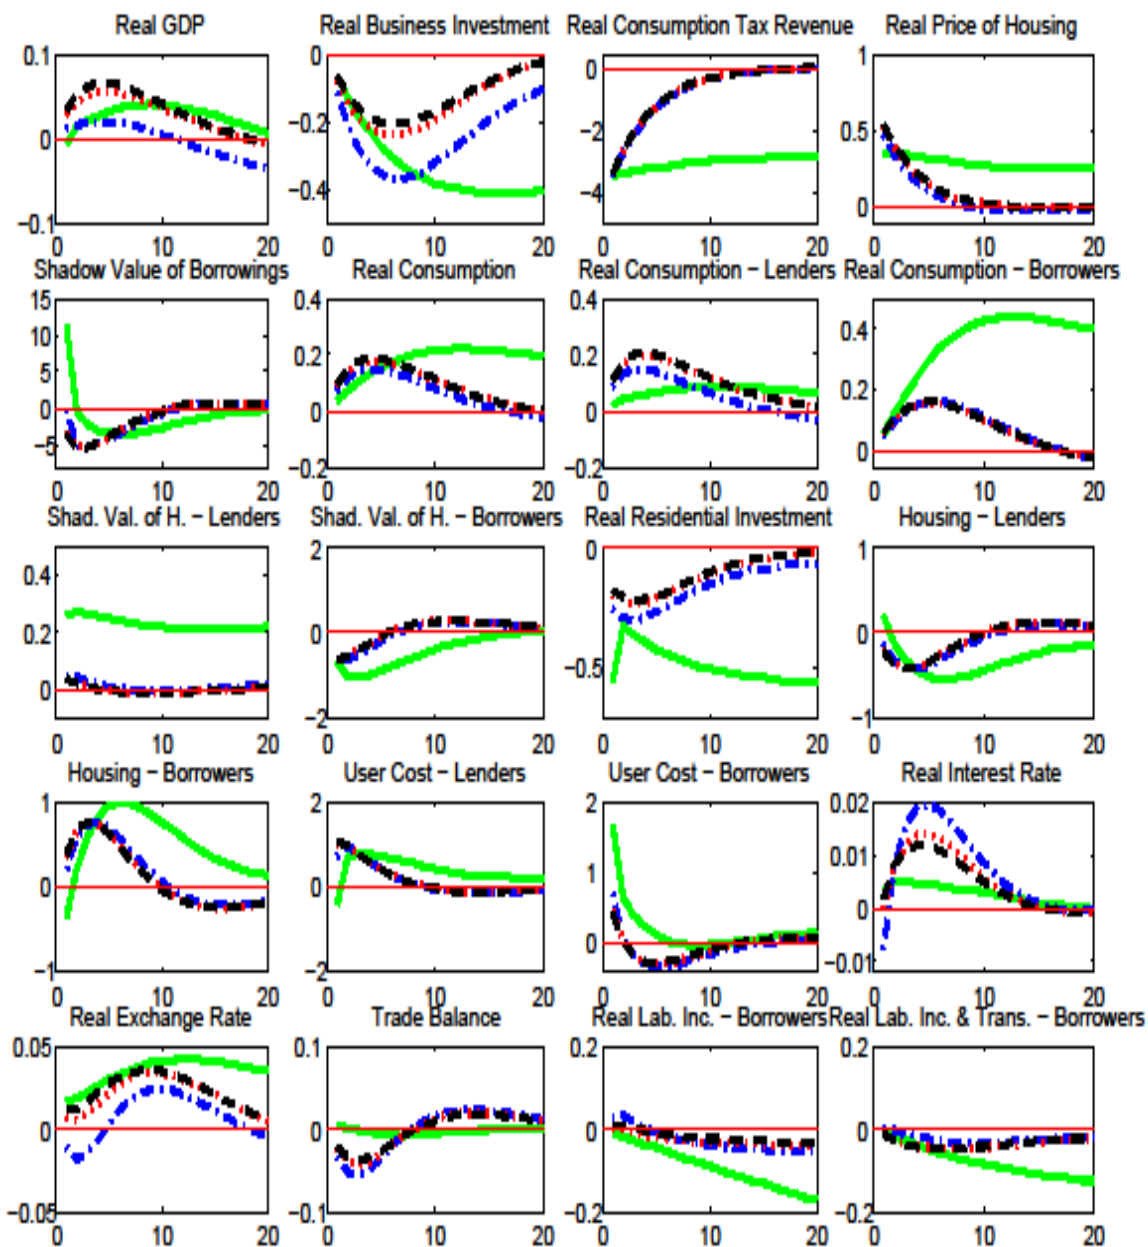 Real GDP
0.1
0
−0.1
0 10 20
Real Business Investment
0
−0.2
−0.4
0 10 20
Real Consumption Tax Revenue
0
−2
−4
0 10 20
Real Price of Housing
1
0.5
0
0 10 20
Shadow Value of Borrowings
15
10
5
0
−5
0 10 20
Real Consumption
0.4
0.2
0
−0.2
0 10 20
Real Consumption − Lenders
0.4
0.2
0
−0.2
0 10 20
Real Consumption − Borrowers
0.4
0.2
0
0 10 20
Shad. Val. of H. − Lenders
0.4
0.2
0
0 10 20
Shad. Val. of H. − Borrowers
2
0
−2
0 10 20
Real Residential Investment
0
−0.5
0 10 20
Housing − Lenders
1
0
−1
0 10 20
Housing − Borrowers
1
0
−1
0 10 20
User Cost − Lenders
2
0
−2
0 10 20
User Cost − Borrowers
2
1
0
0 10 20
Real Interest Rate
0.02
0.01
0
−0.01
0 10 20
Real Exchange Rate
0.05
0
−0.05
0 10 20
Trade Balance
0.1
0
−0.1
0 10 20
Real Lab. Inc. − Borrowers
0.2
0
−0.2
0 10 20
Real Lab. Inc. & Trans. − Borrowers
0.2
0
−0.2
0 10 20